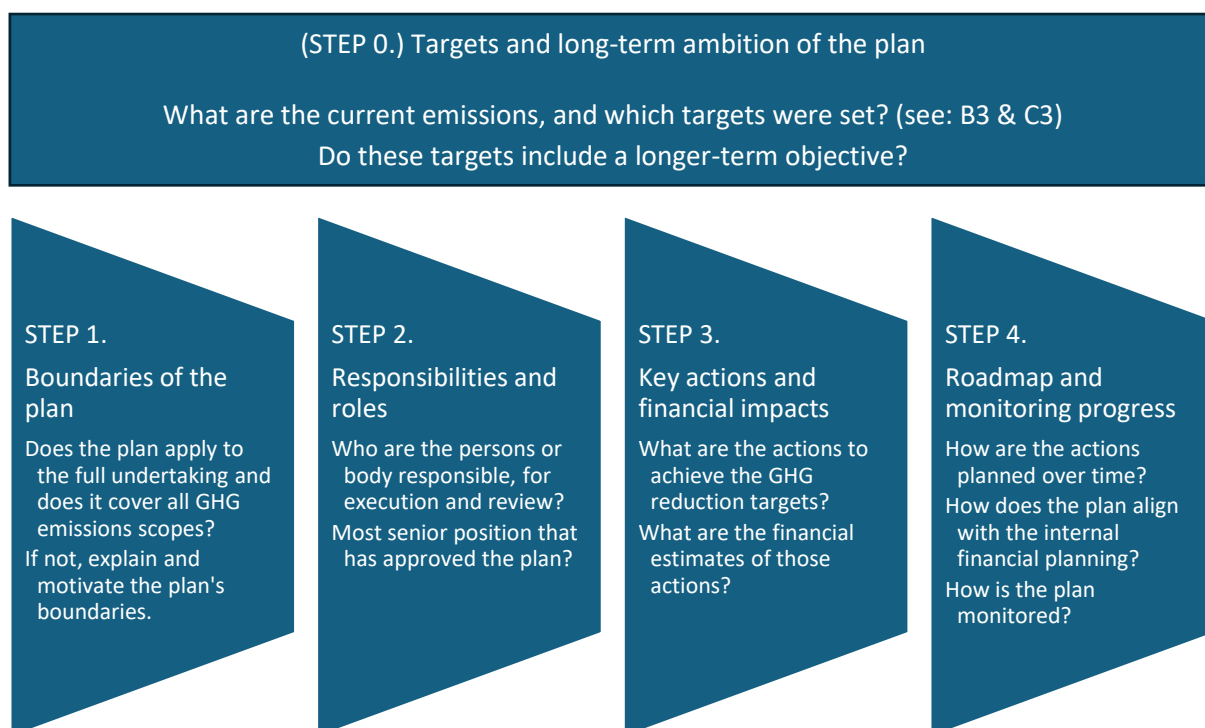 (STEP 0.) Targets and long-term ambition of the plan
What are the current emissions, and which targets were set? (see: B3 & C3)
Do these targets include a longer-term objective?
STEP 1.
Boundaries of the
plan
Does the plan apply to
the full undertaking and
does it cover all GHG
emissions scopes?
If not, explain and
motivate the plan's
boundaries.
STEP 2.
Responsibilities and
roles
Who are the persons or
body responsible, for
execution and review?
Most senior position that
has approved the plan?
STEP 3.
Key actions and
financial impacts
What are the actions to
achieve the GHG
reduction targets?
What are the financial
estimates of those
actions?
STEP 4.
Roadmap and
monitoring progress
How are the actions
planned over time?
How does the plan align
with the internal
financial planning?
How is the plan
monitored?